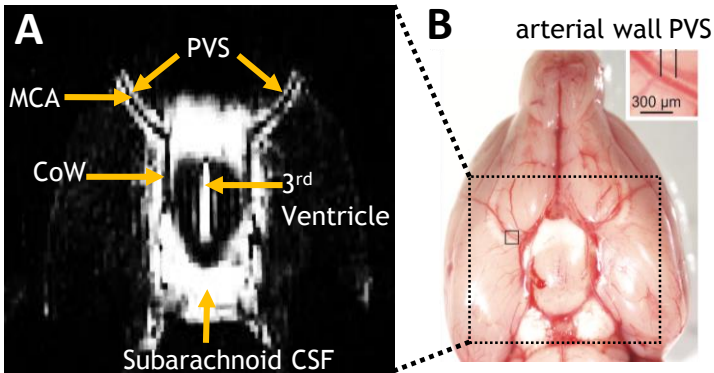 A
PVS
MCA
CoW
3rd
Ventricle
Subarachnoid CSF
B
arterial wall PVS
300 µm